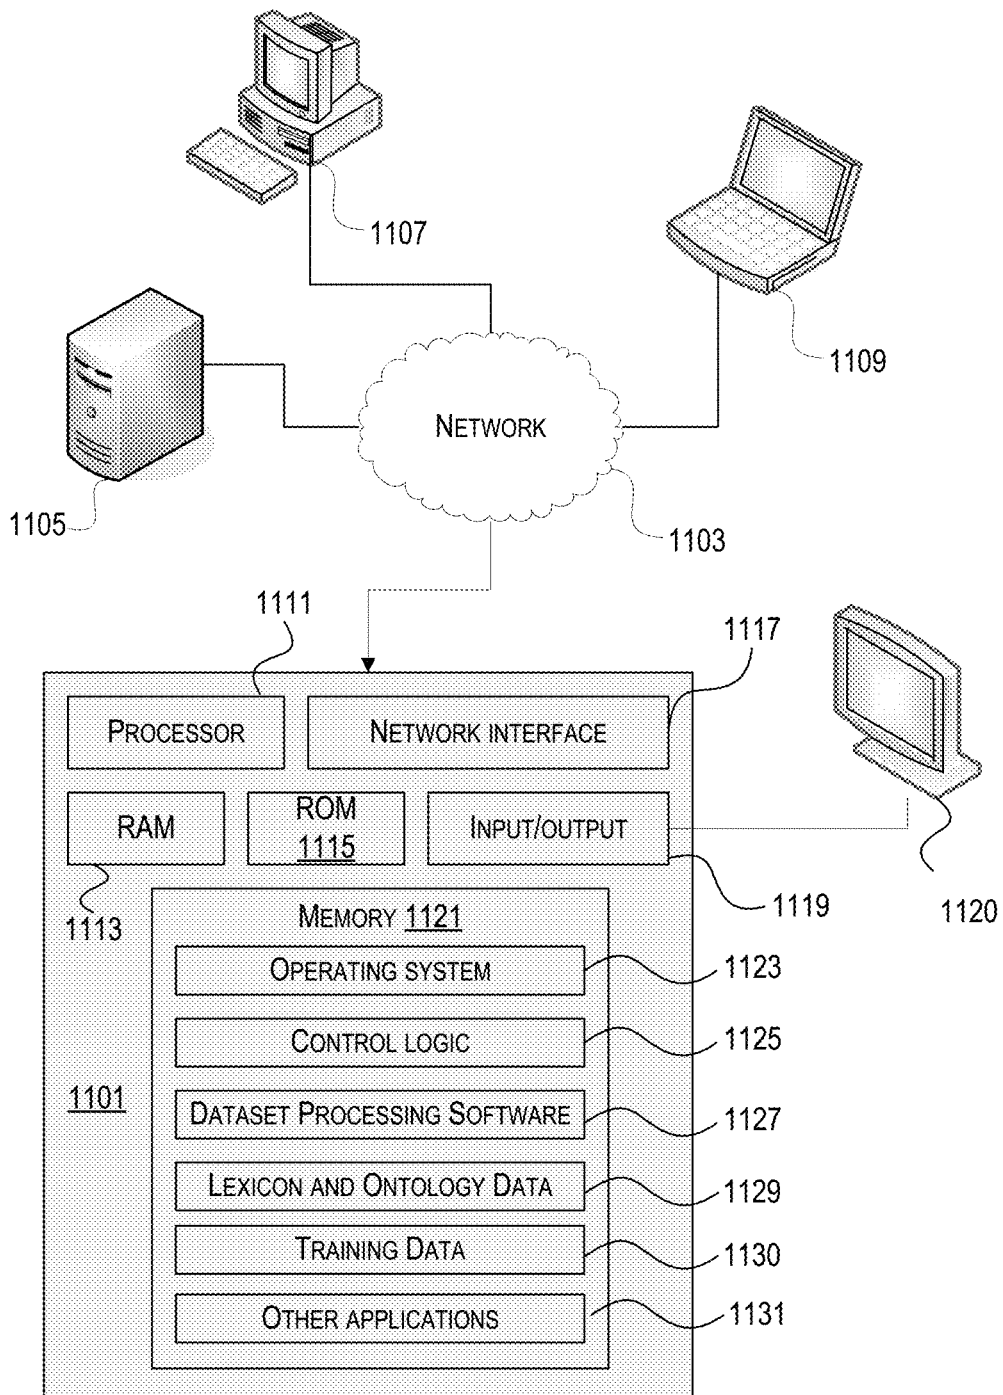 1107
1109
NETWORK
1105
1103
1111
1117
PROCESSOR
NETWORK INTERFACE
RAM
ROM
1115
INPUT/OUTPUT
1113
1119
1120
MEMORY 1121
OPERATING SYSTEM
1123
CONTROL LOGIC
1125
1101
DATASET PROCESSING SOFTWARE
1127
LEXICON AND ONTOLOGY DATA
1129
TRAINING DATA
1130
OTHER APPLICATIONS
1131